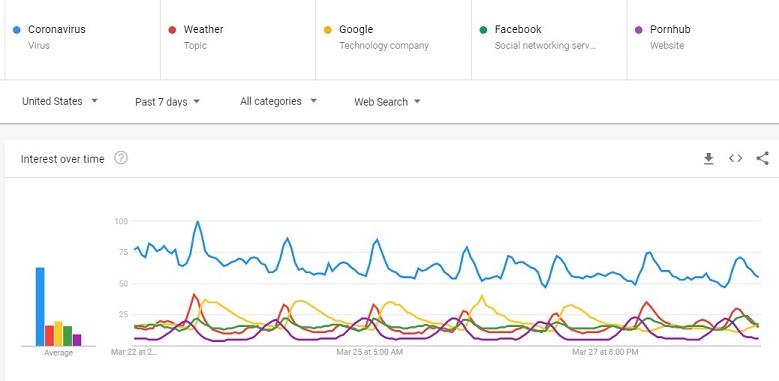 Coronavirus
Virus
Weather
Topic
Google
Technology company
Facebook
Social networking serv...
Pornhub
Website
United States
Past 7 days
All categories
Web Search
Interest over time
?
100
75
50
25
Average
Mar 22 at 2...
Mar 25 at 5:00 AM
Mar 27 at 8:00 PM